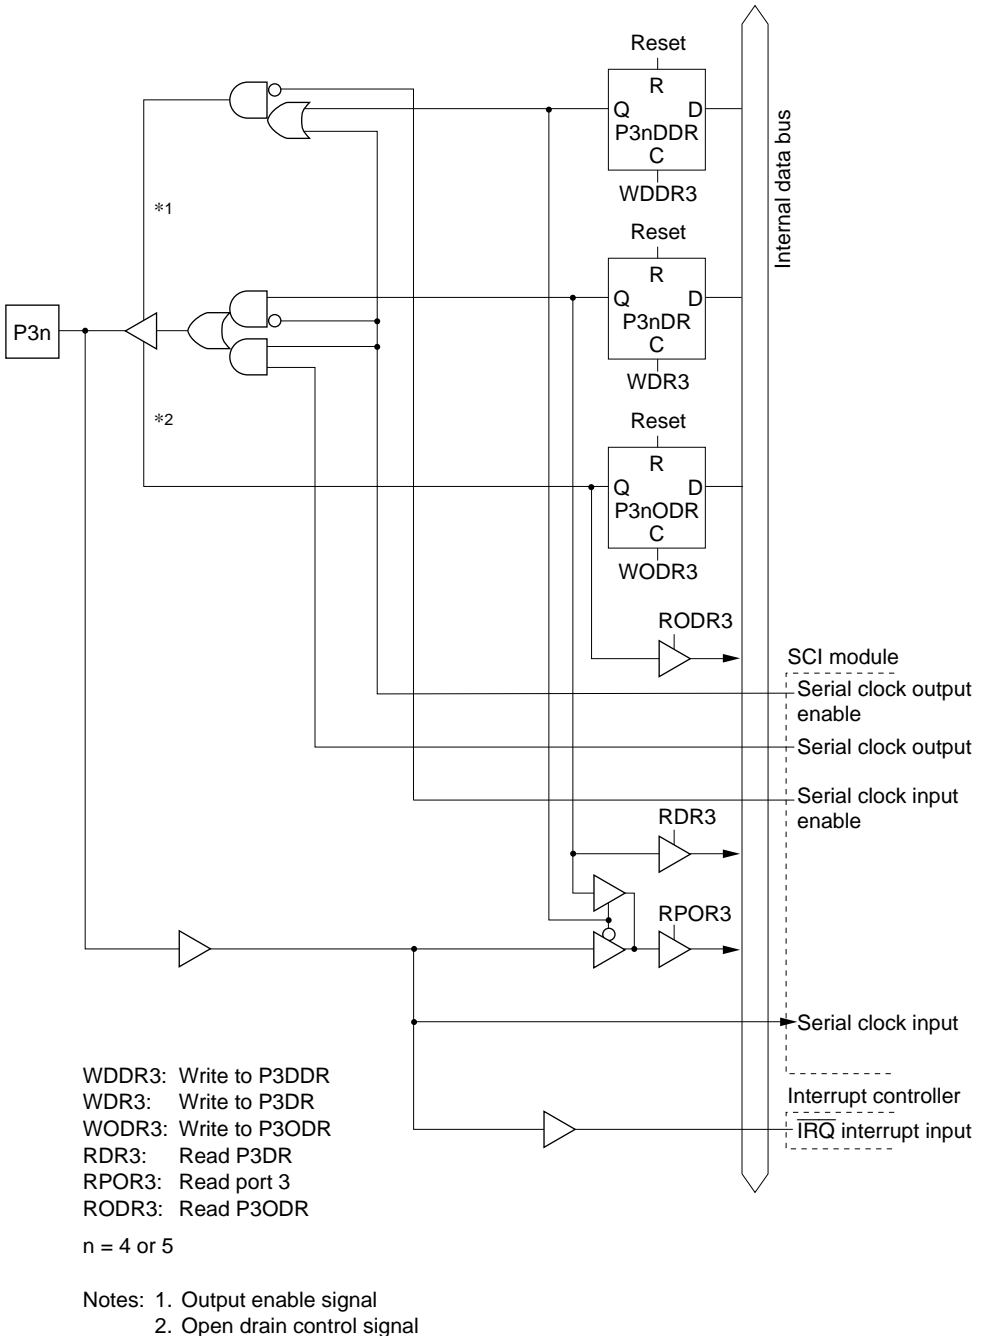 Reset
R
Q D
P3nDDR
C
WDDR3
Internal data bus
*1
Reset
R
Q D
P3nDR
C
WDR3
P3n
*2
Reset
R
Q D
P3nODR
C
WODR3
RODR3
SCI module
Serial clock output
enable
Serial clock output
Serial clock input
enable
RDR3
RPOR3
Serial clock input
Interrupt controller
IRQ interrupt input
WDDR3: Write to P3DDR
WDR3: Write to P3DR
WODR3: Write to P3ODR
RDR3: Read P3DR
RPOR3: Read port 3
RODR3: Read P3ODR
n = 4 or 5
Notes: 1. Output enable signal
2. Open drain control signal